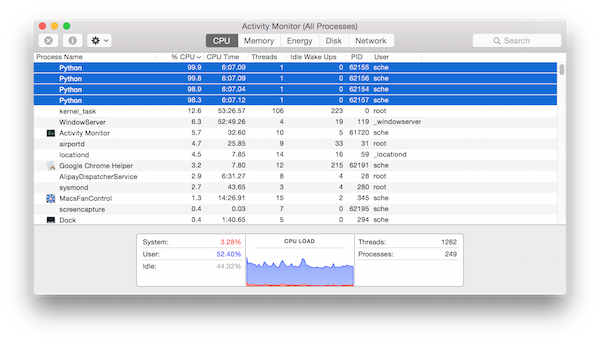 Activity Monitor (All Processes)
CPU Memory Energy Disk Network Search
Process Name % CPU CPU Time Threads Idle Wake Ups PID User
Python 99.9 6:07.09 1 0 62155 sche
Python 99.8 6:07.09 1 0 62156 sche
Python 98.9 6:07.04 1 0 62154 sche
Python 98.3 6:07.12 1 0 62157 sche
kernel_task 12.6 53:26.57 106 223 0 root
WindowServer 6.3 52:49.26 4 19 119 _windowserver
Activity Monitor 5.7 32.60 10 5 61720 sche
airportd 4.7 25.85 9 33 31 root
locationd 4.5 7.85 14 16 59 _locationd
Google Chrome Helper 3.2 7.80 12 215 62191 sche
AlipayDispatcherService 2.9 6:31.27 8 4 28 root
sysmond 2.7 43.65 3 4 280 root
MacsFanControl 1.3 14:26.91 15 2 345 sche
screencapture 0.4 0.03 7 0 62195 sche
Dock 0.4 1:40.65 5 0 294 sche
System: 3.28% CPU LOAD Threads: 1262
User: 52.40% Processes: 249
Idle: 44.32%